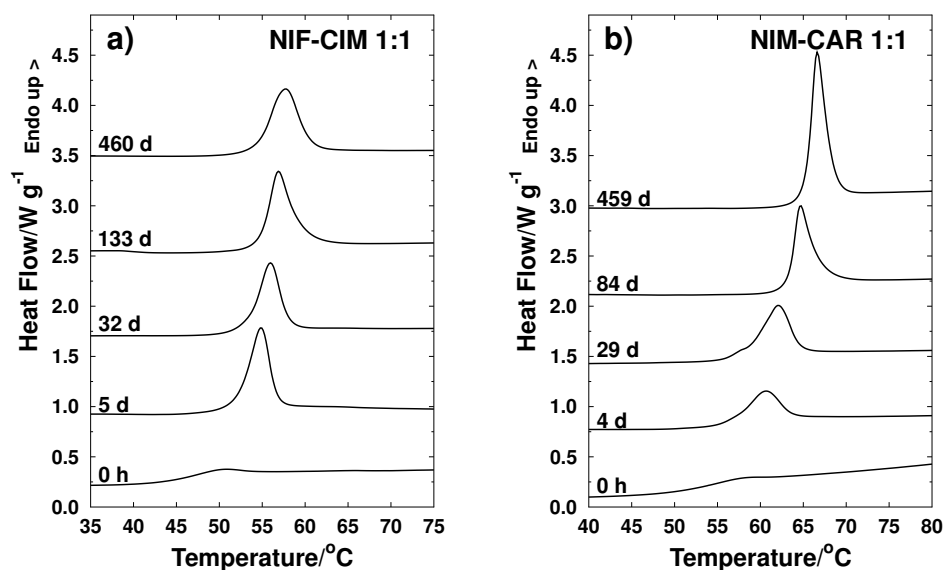 a) NIF-CIM 1:1
Heat Flow/W g-1 Endo up >
4.5
4.0
3.5
3.0
2.5
2.0
1.5
1.0
0.5
0.0
460 d
133 d
32 d
5 d
0 h
35 40 45 50 55 60 65 70 75
Temperature/oC
b) NIM-CAR 1:1
Heat Flow/W g-1 Endo up >
4.5
4.0
3.5
3.0
2.5
2.0
1.5
1.0
0.5
0.0
459 d
84 d
29 d
4 d
0 h
40 45 50 55 60 65 70 75 80
Temperature/oC